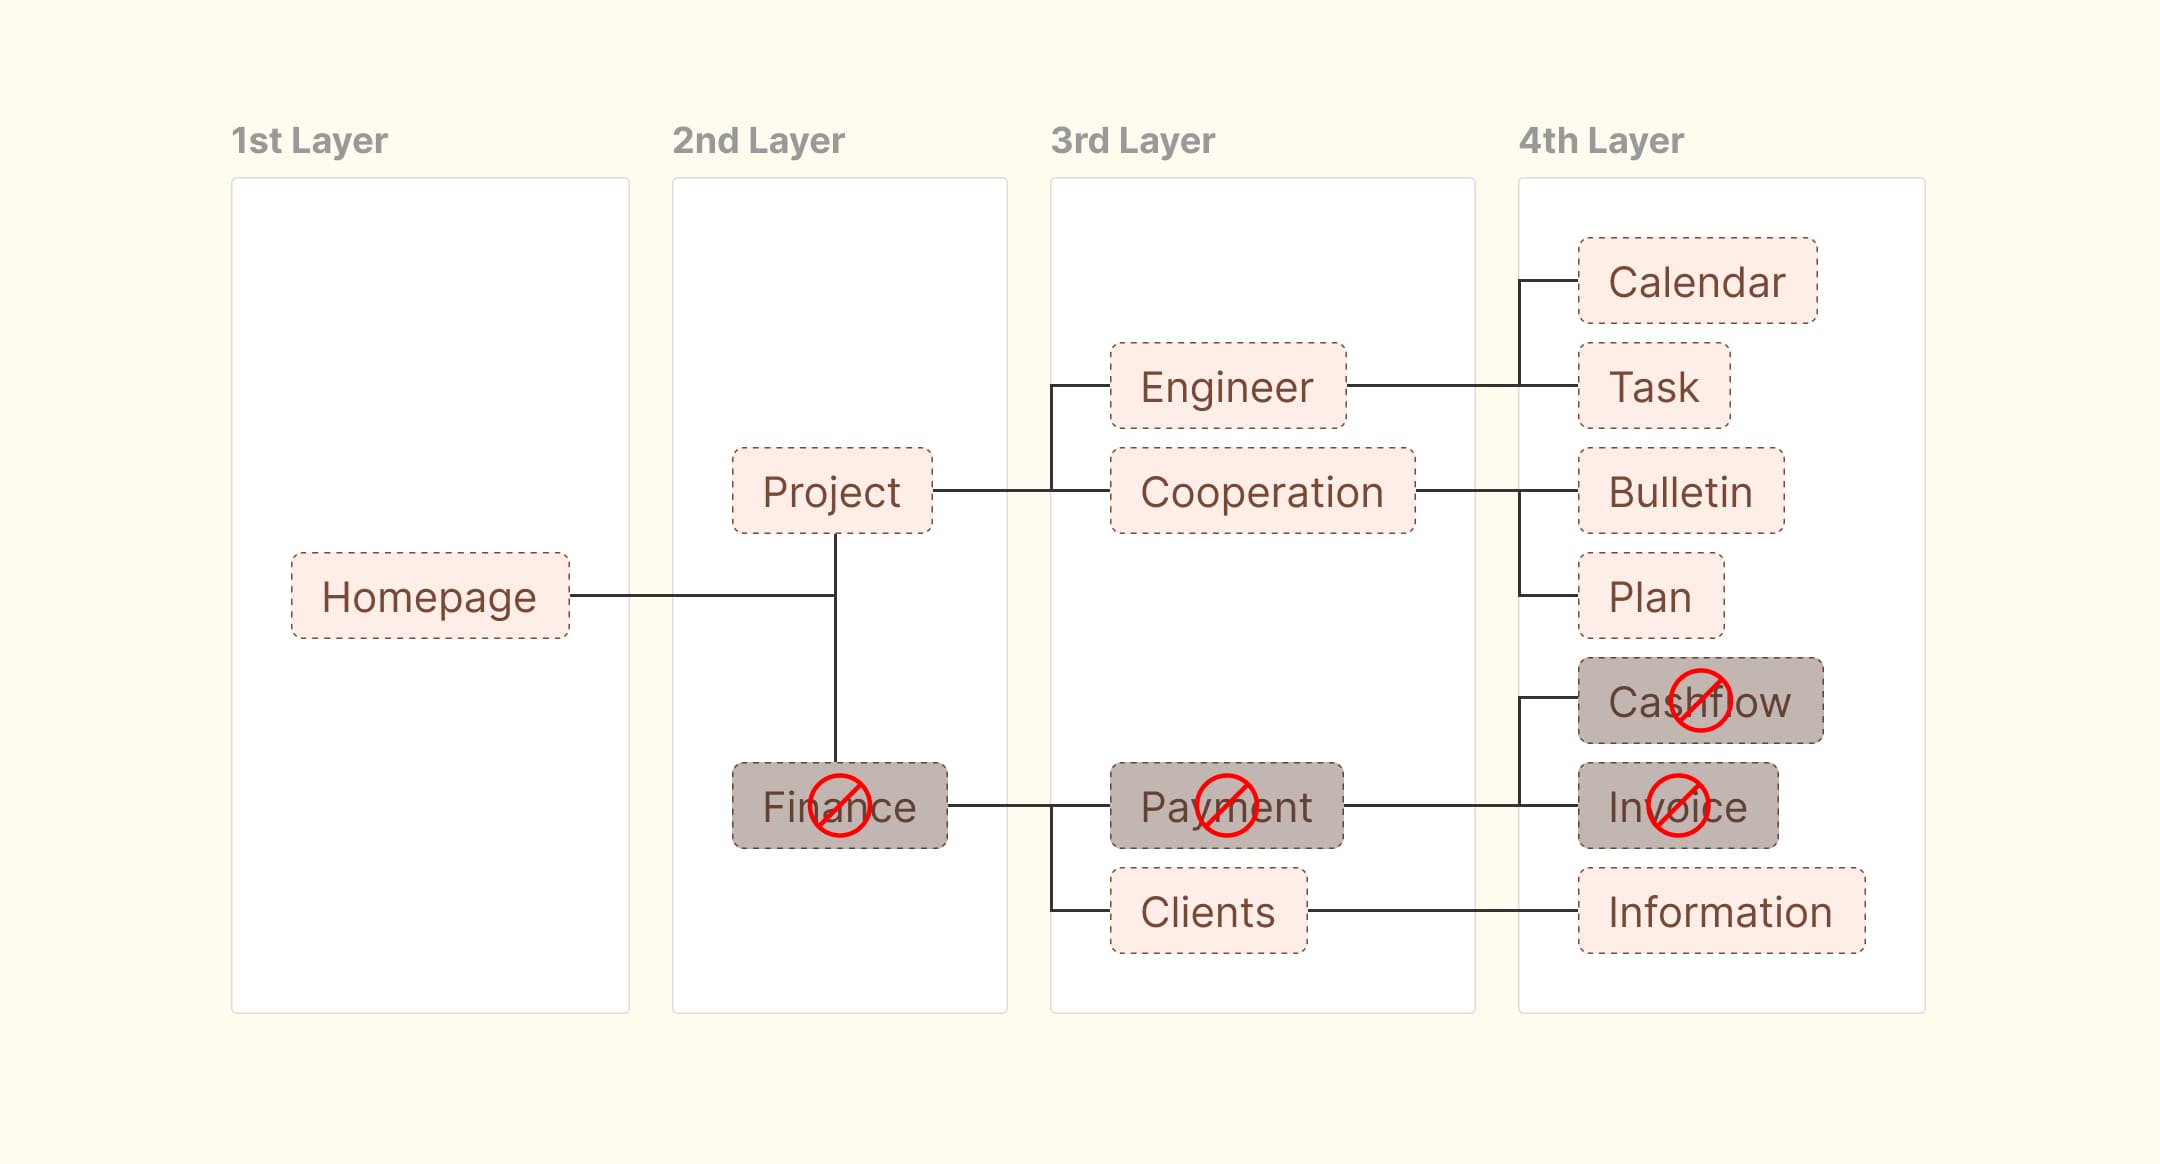 1st Layer
2nd Layer
3rd Layer
4th Layer
Homepage
Project
Finance
Engineer
Cooperation
Payment
Clients
Calendar
Task
Bulletin
Plan
Cashflow
Invoice
Information